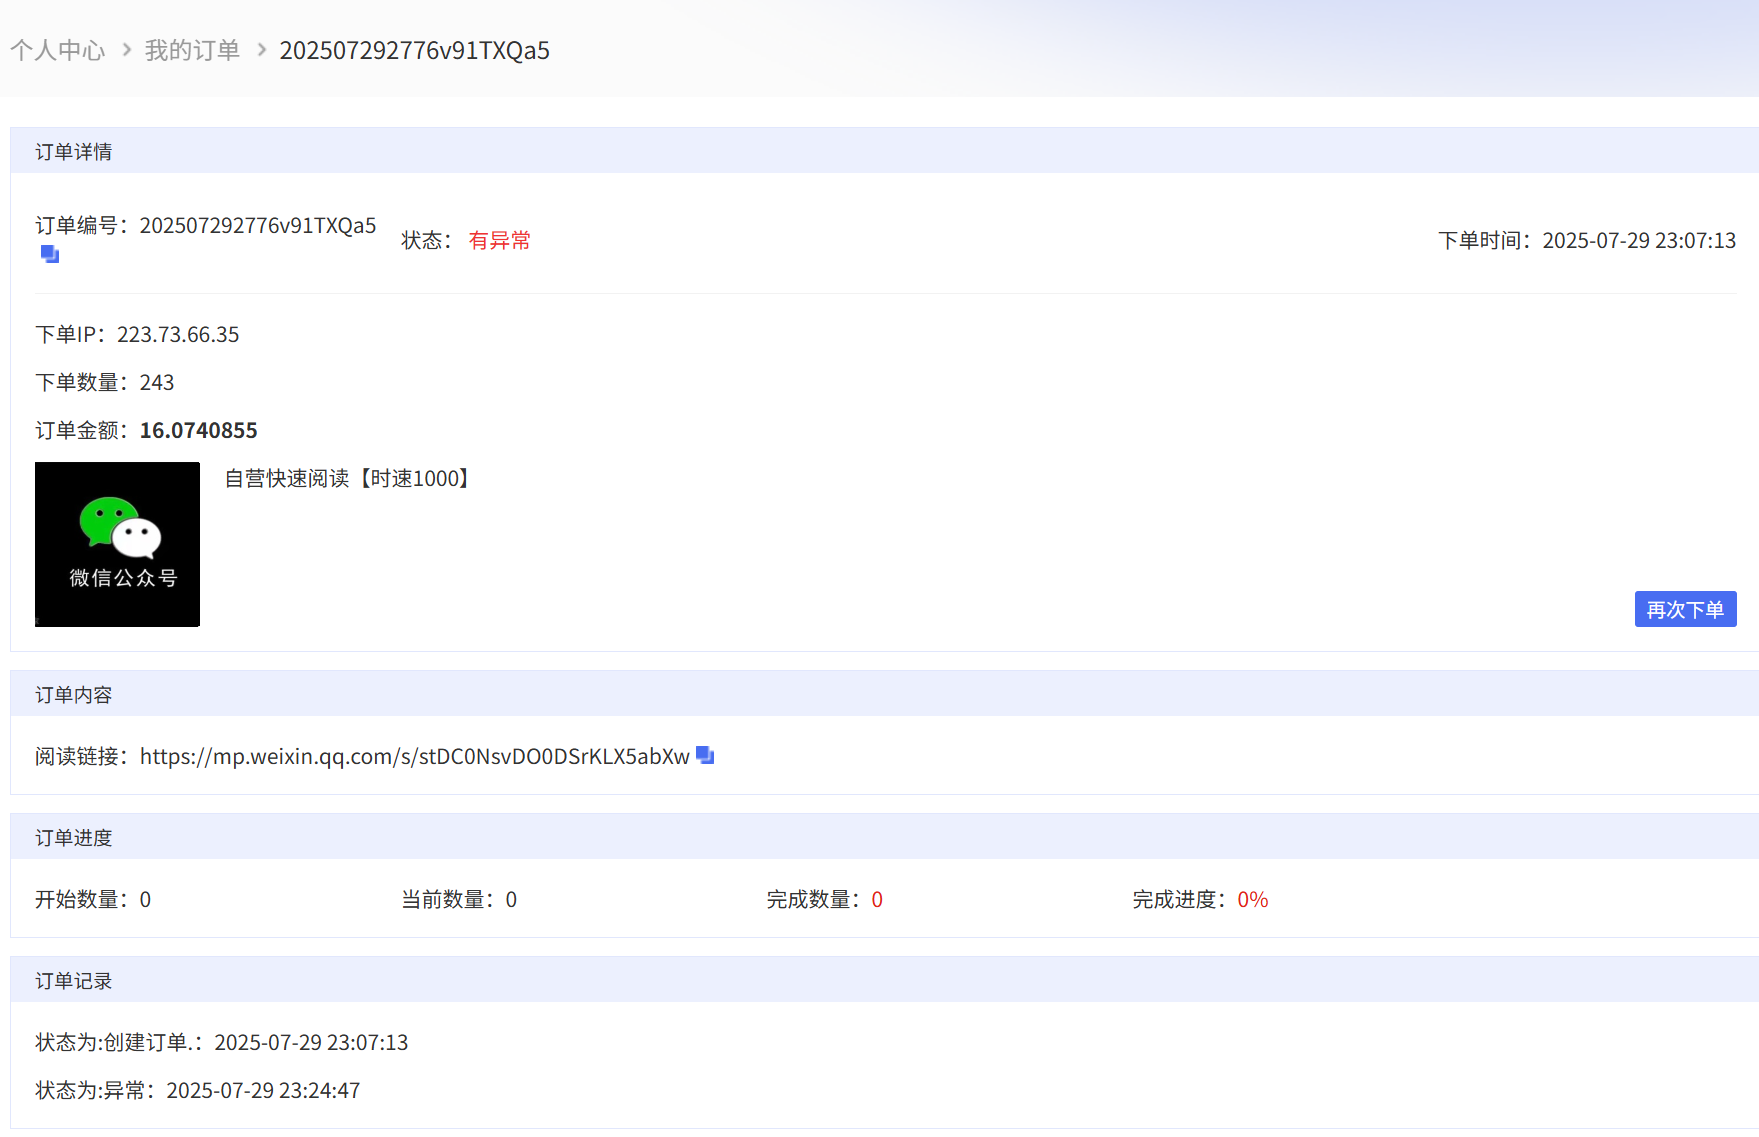 个人中心 > 我的订单 > 202507292776v91TXQa5
订单详情
订单编号：202507292776v91TXQa5
状态： 有异常
下单时间：2025-07-29 23:07:13
下单IP：223.73.66.35
下单数量：243
订单金额：16.0740855
自营快速阅读【时速1000】
微信公众号
再次下单
订单内容
阅读链接：https://mp.weixin.qq.com/s/stDC0NsvDO0DSrKLX5abXw
订单进度
开始数量：0
当前数量：0
完成数量：0
完成进度：0%
订单记录
状态为:创建订单.：2025-07-29 23:07:13
状态为:异常：2025-07-29 23:24:47